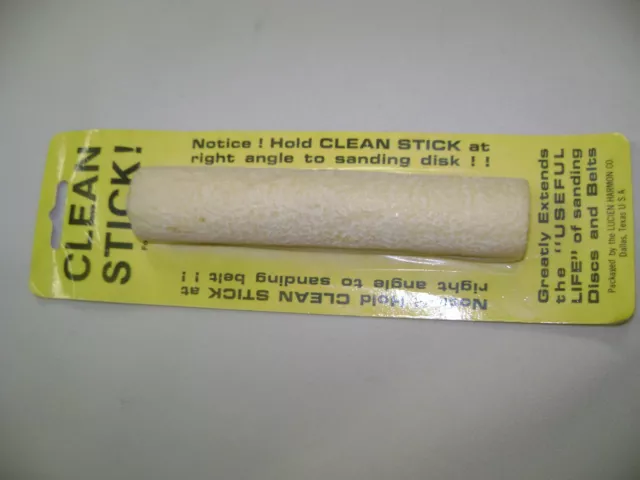 CLEAN
STICK!
Notice ! Hold CLEAN STICK at
right angle to sanding disk ! !
Hold CLEAN STICK at
right angle to sanding belt ! !
Greatly Extends
the "USEFUL
LIFE" of sanding
Discs and Belts
Packaged by the LUCIEN HARMON CO.
Dallas, Texas U S A